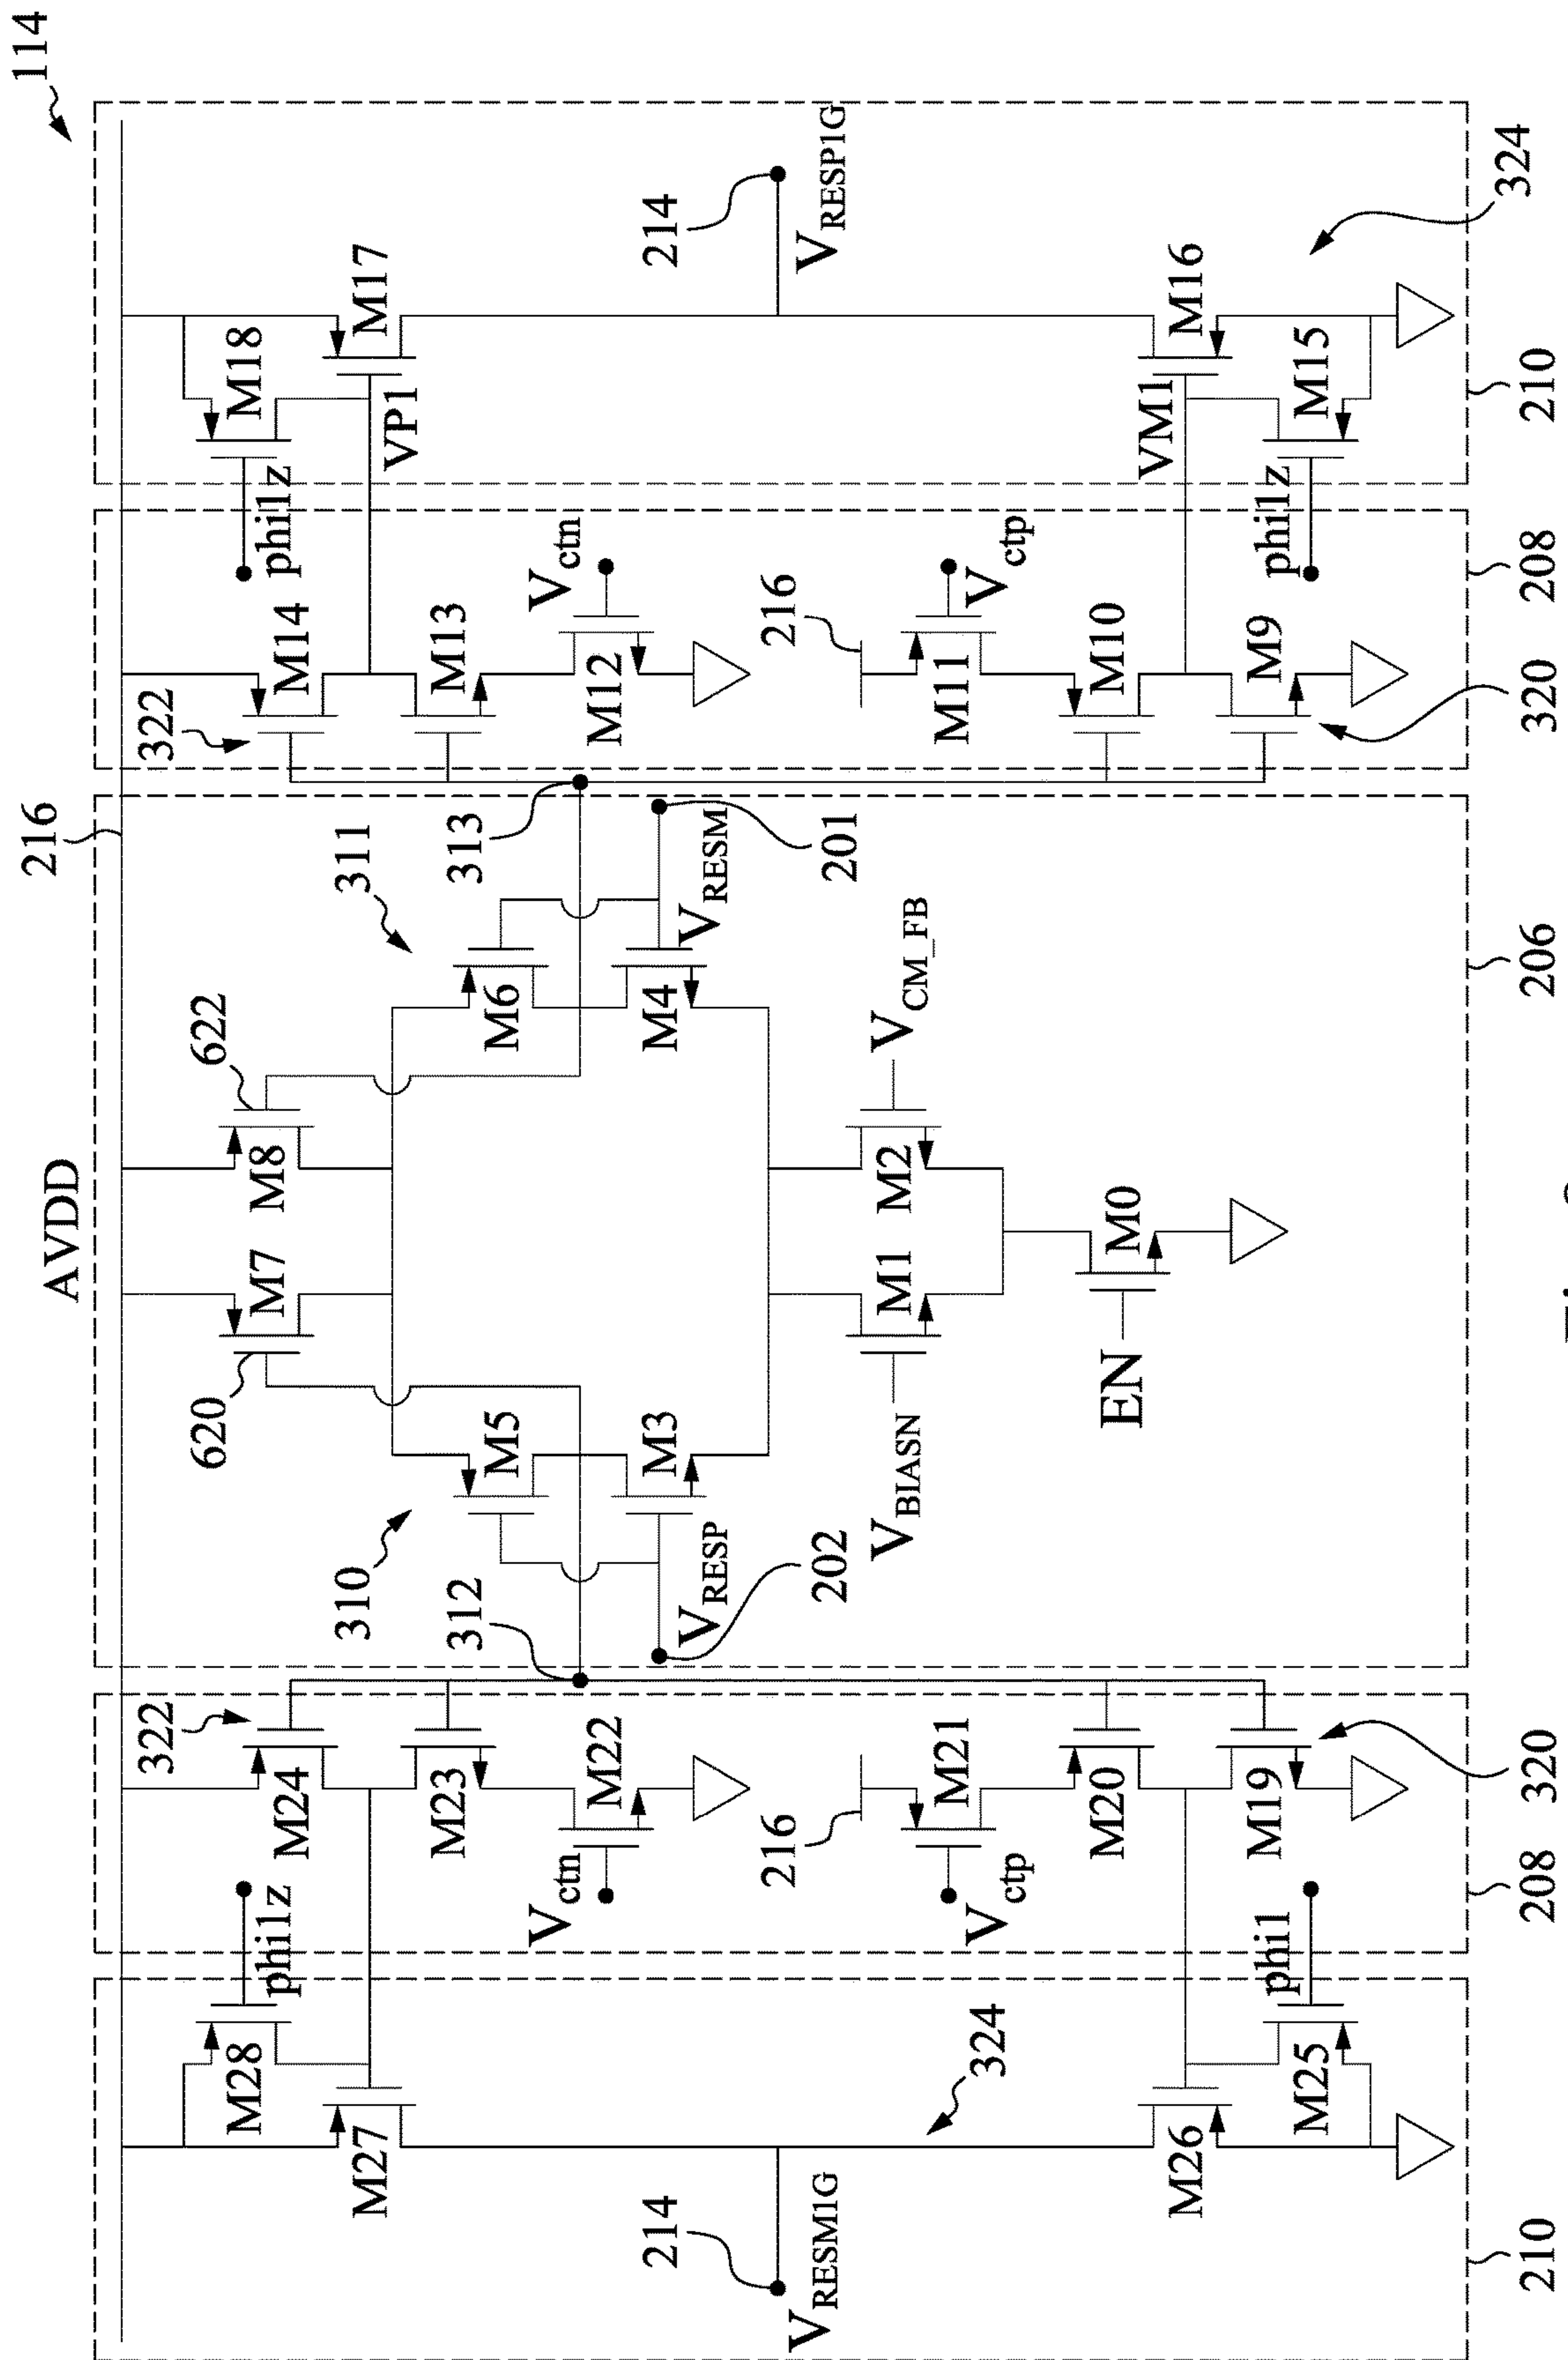 114
216
AVDD
322
322
620
622
M28
phi1z
M24
M7
M8
M14
phi1z
M18
310
311
M27
M17
VP1
M23
312
313
M13
M5
M6
Vctn
Vctn
M22
M12
214
M3
M4
214
VRESP
VRESM
216
216
VRESM1G
VRESP1G
202
201
VBIASN
M1
M2
VCM_FB
M21
M11
324
Vctp
Vctp
M20
EN
M0
M10
VM1
M26
M16
M19
M9
phi1
phi1z
M25
M15
324
210
208
320
206
320
208
210